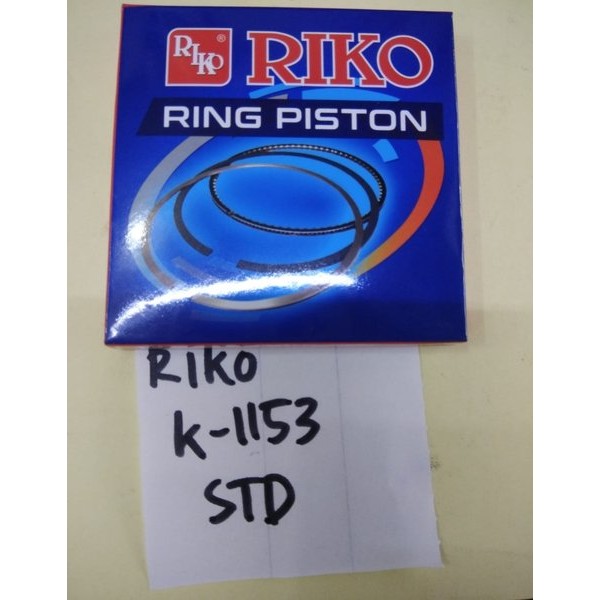 RIKO® RIKO
RING PISTON
RIKO
K-1153
STD